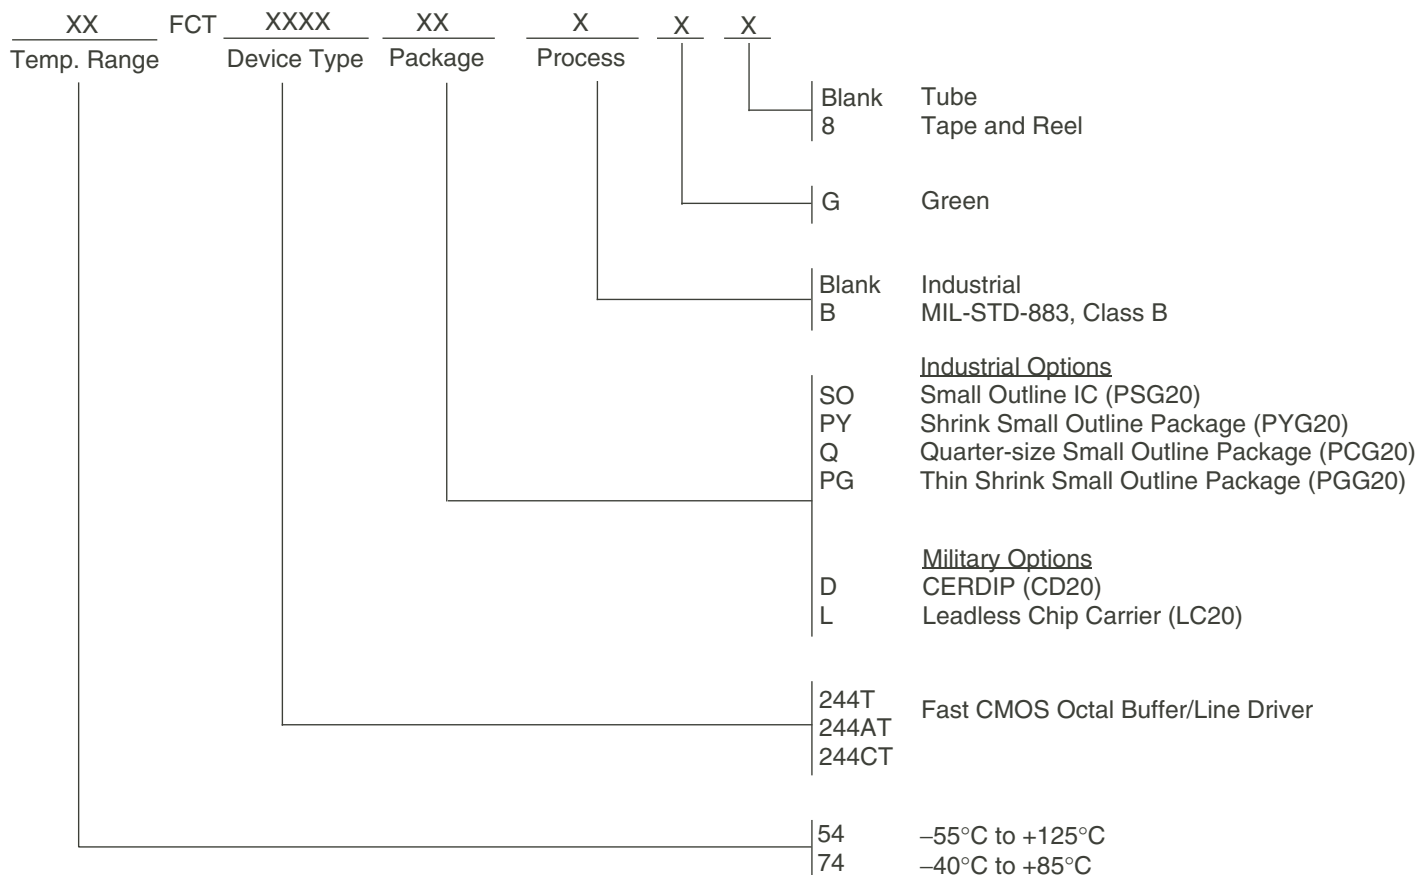 XX FCT XXXX XX X X X
Temp. Range Device Type Package Process
Blank Tube
8 Tape and Reel
G Green
Blank Industrial
B MIL-STD-883, Class B
Industrial Options
SO Small Outline IC (PSG20)
PY Shrink Small Outline Package (PYG20)
Q Quarter-size Small Outline Package (PCG20)
PG Thin Shrink Small Outline Package (PGG20)
Military Options
D CERDIP (CD20)
L Leadless Chip Carrier (LC20)
244T Fast CMOS Octal Buffer/Line Driver
244AT
244CT
54 –55°C to +125°C
74 –40°C to +85°C